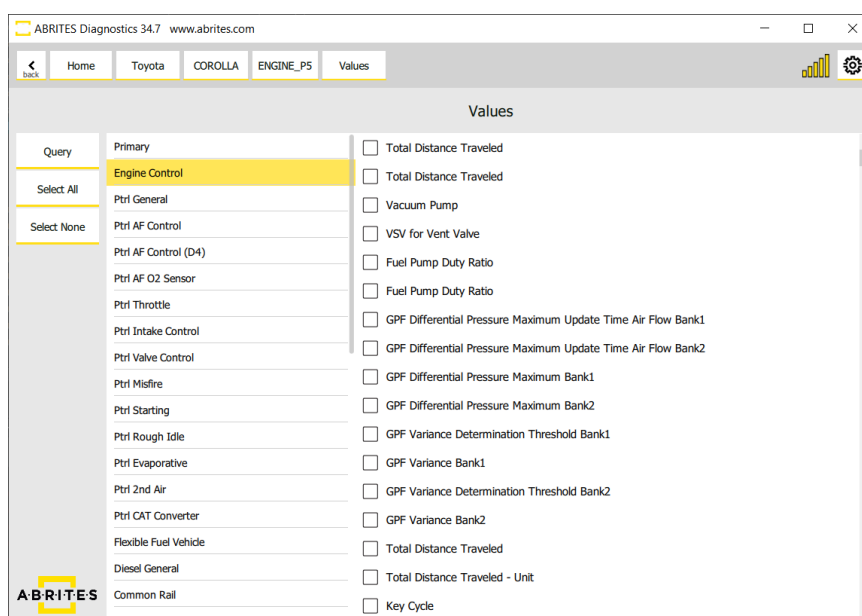 ABRITES Diagnostics 34.7 www.abrites.com
back
Home
Toyota
COROLLA
ENGINE_P5
Values
Values
Query
Select All
Select None
Primary
Engine Control
Ptrl General
Ptrl AF Control
Ptrl AF Control (D4)
Ptrl AF O2 Sensor
Ptrl Throttle
Ptrl Intake Control
Ptrl Valve Control
Ptrl Misfire
Ptrl Starting
Ptrl Rough Idle
Ptrl Evaporative
Ptrl 2nd Air
Ptrl CAT Converter
Flexible Fuel Vehicle
Diesel General
Common Rail
Total Distance Traveled
Total Distance Traveled
Vacuum Pump
VSV for Vent Valve
Fuel Pump Duty Ratio
Fuel Pump Duty Ratio
GPF Differential Pressure Maximum Update Time Air Flow Bank1
GPF Differential Pressure Maximum Update Time Air Flow Bank2
GPF Differential Pressure Maximum Bank1
GPF Differential Pressure Maximum Bank2
GPF Variance Determination Threshold Bank1
GPF Variance Bank1
GPF Variance Determination Threshold Bank2
GPF Variance Bank2
Total Distance Traveled
Total Distance Traveled - Unit
Key Cycle
A·B·R·I·T·E·S